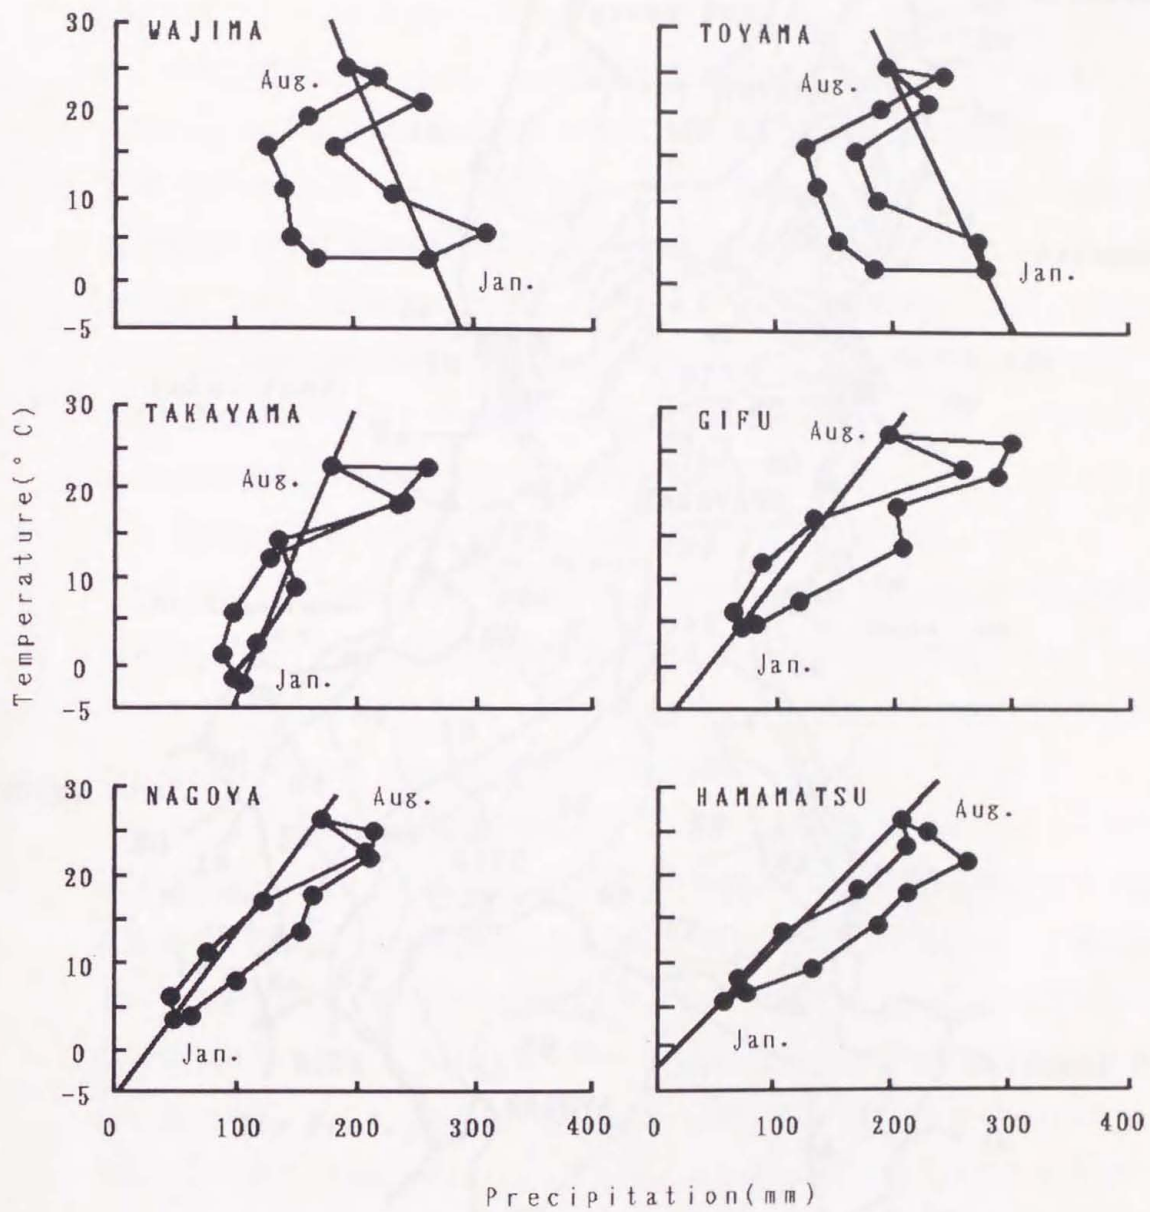 WAJIMA
30
20
10
0
-5
Aug.
Jan.
TOYAMA
Aug.
Jan.
TAKAYAMA
30
20
10
0
-5
Aug.
Jan.
GIFU
Aug.
Jan.
NAGOYA
30
20
10
0
-5
Aug.
Jan.
0 100 200 300 400
HAMAMATSU
Aug.
Jan.
0 100 200 300 400
Temperature(°C)
Precipitation(mm)